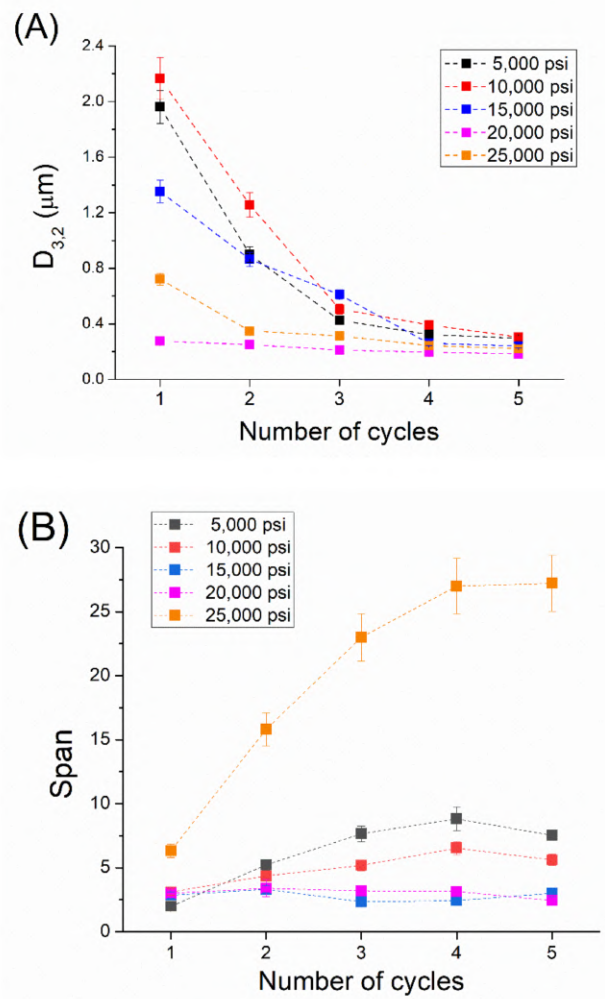 (A)
2.4
2.0
1.6
1.2
0.8
0.4
0.0
D3,2 (μm)
5,000 psi
10,000 psi
15,000 psi
20,000 psi
25,000 psi
1 2 3 4 5
Number of cycles
(B)
5,000 psi
10,000 psi
15,000 psi
20,000 psi
25,000 psi
30
25
20
15
10
5
0
Span
1 2 3 4 5
Number of cycles